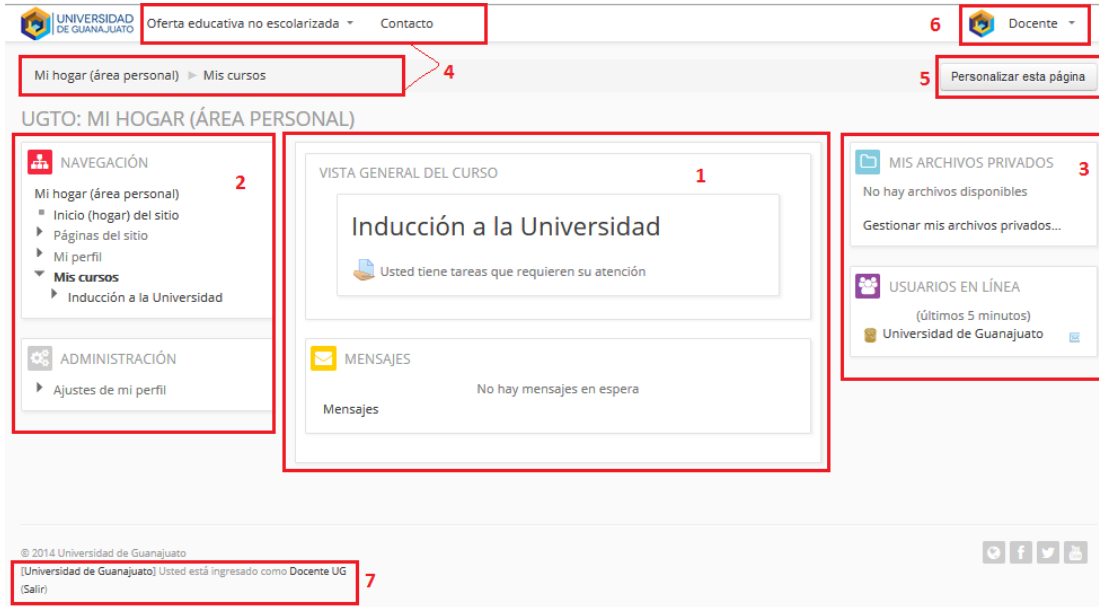 UNIVERSIDAD
DE GUANAJUATO
Oferta educativa no escolarizada
Contacto
6
Docente
Mi hogar (área personal) Mis cursos
4
5
Personalizar esta página
UGTO: MI HOGAR (ÁREA PERSONAL)
NAVEGACIÓN
2
Mi hogar (área personal)
Inicio (hogar) del sitio
Páginas del sitio
Mi perfil
Mis cursos
Inducción a la Universidad
ADMINISTRACIÓN
Ajustes de mi perfil
VISTA GENERAL DEL CURSO
1
Inducción a la Universidad
Usted tiene tareas que requieren su atención
MENSAJES
No hay mensajes en espera
Mensajes
MIS ARCHIVOS PRIVADOS
3
No hay archivos disponibles
Gestionar mis archivos privados...
USUARIOS EN LÍNEA
(últimos 5 minutos)
Universidad de Guanajuato
© 2014 Universidad de Guanajuato
[Universidad de Guanajuato] Usted está ingresado como Docente UG
(Salir)
7